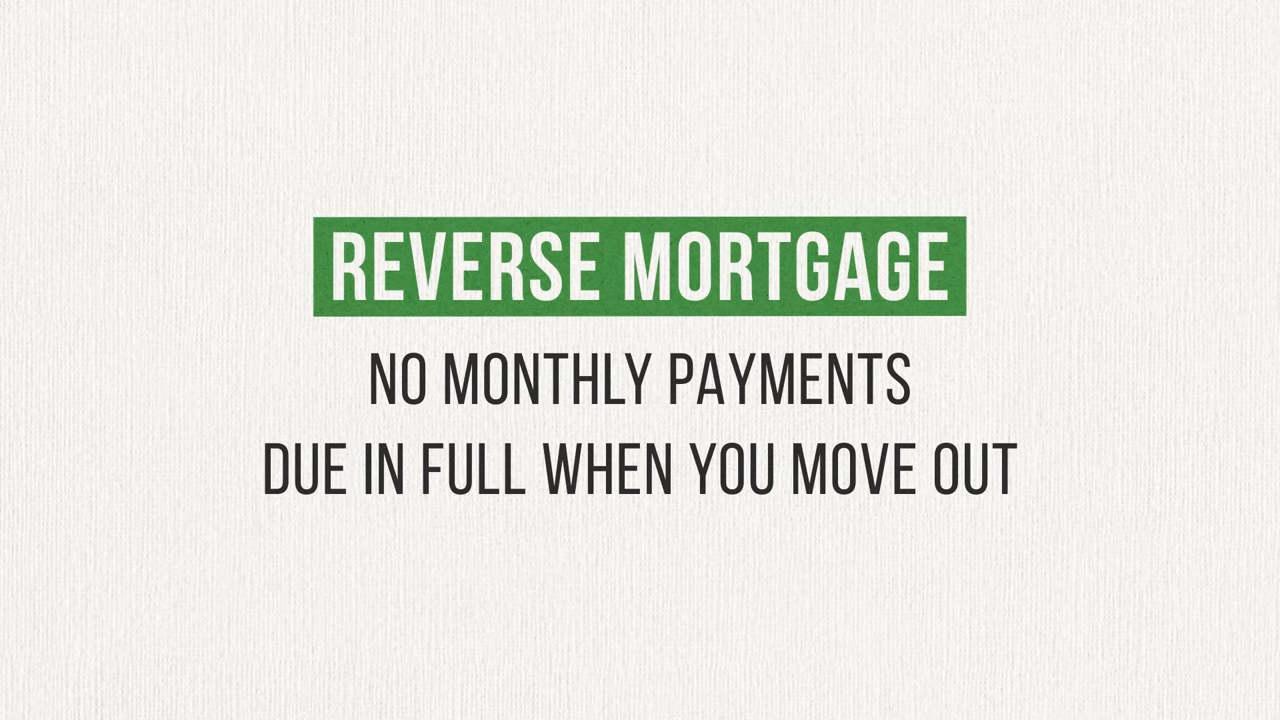 REVERSE MORTGAGE
NO MONTHLY PAYMENTS
DUE IN FULL WHEN YOU MOVE OUT